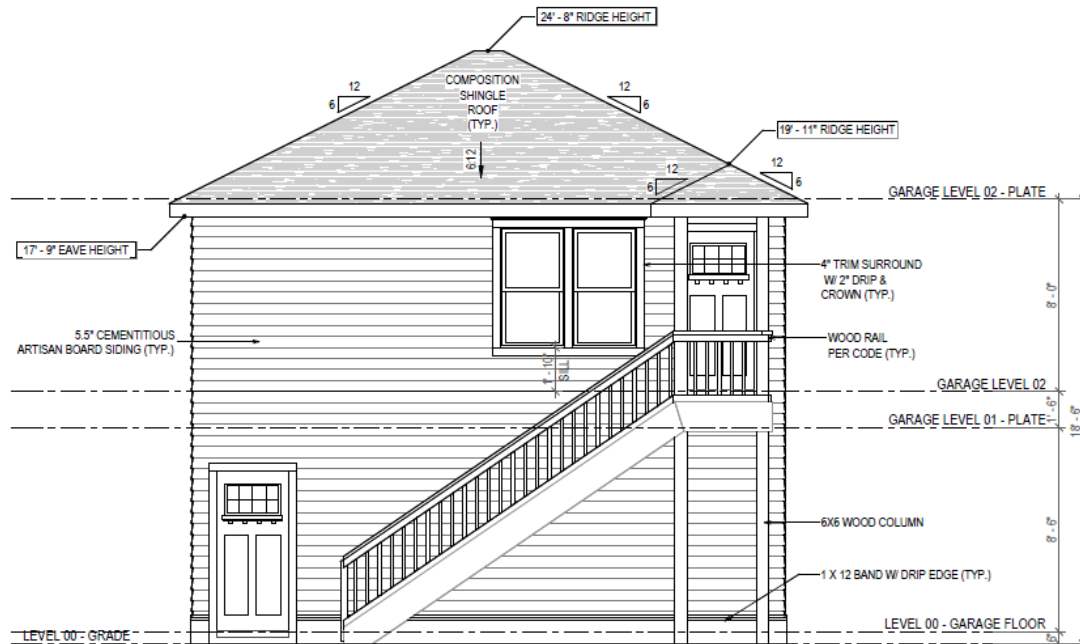 24' - 8" RIDGE HEIGHT
12
6
COMPOSITION
SHINGLE
ROOF
(TYP.)
12
6
6:12
19' - 11" RIDGE HEIGHT
12
6
12
6
GARAGE LEVEL 02 - PLATE
17' - 9" EAVE HEIGHT
4" TRIM SURROUND
W/ 2" DRIP &
CROWN (TYP.)
8' - 0"
5.5" CEMENTITIOUS
ARTISAN BOARD SIDING (TYP.)
WOOD RAIL
PER CODE (TYP.)
1' - 10"
SILL
GARAGE LEVEL 02
1' - 6"
GARAGE LEVEL 01 - PLATE
18' - 6"
6X6 WOOD COLUMN
8' - 6"
1 X 12 BAND W/ DRIP EDGE (TYP.)
LEVEL 00 - GRADE
LEVEL 00 - GARAGE FLOOR
6"